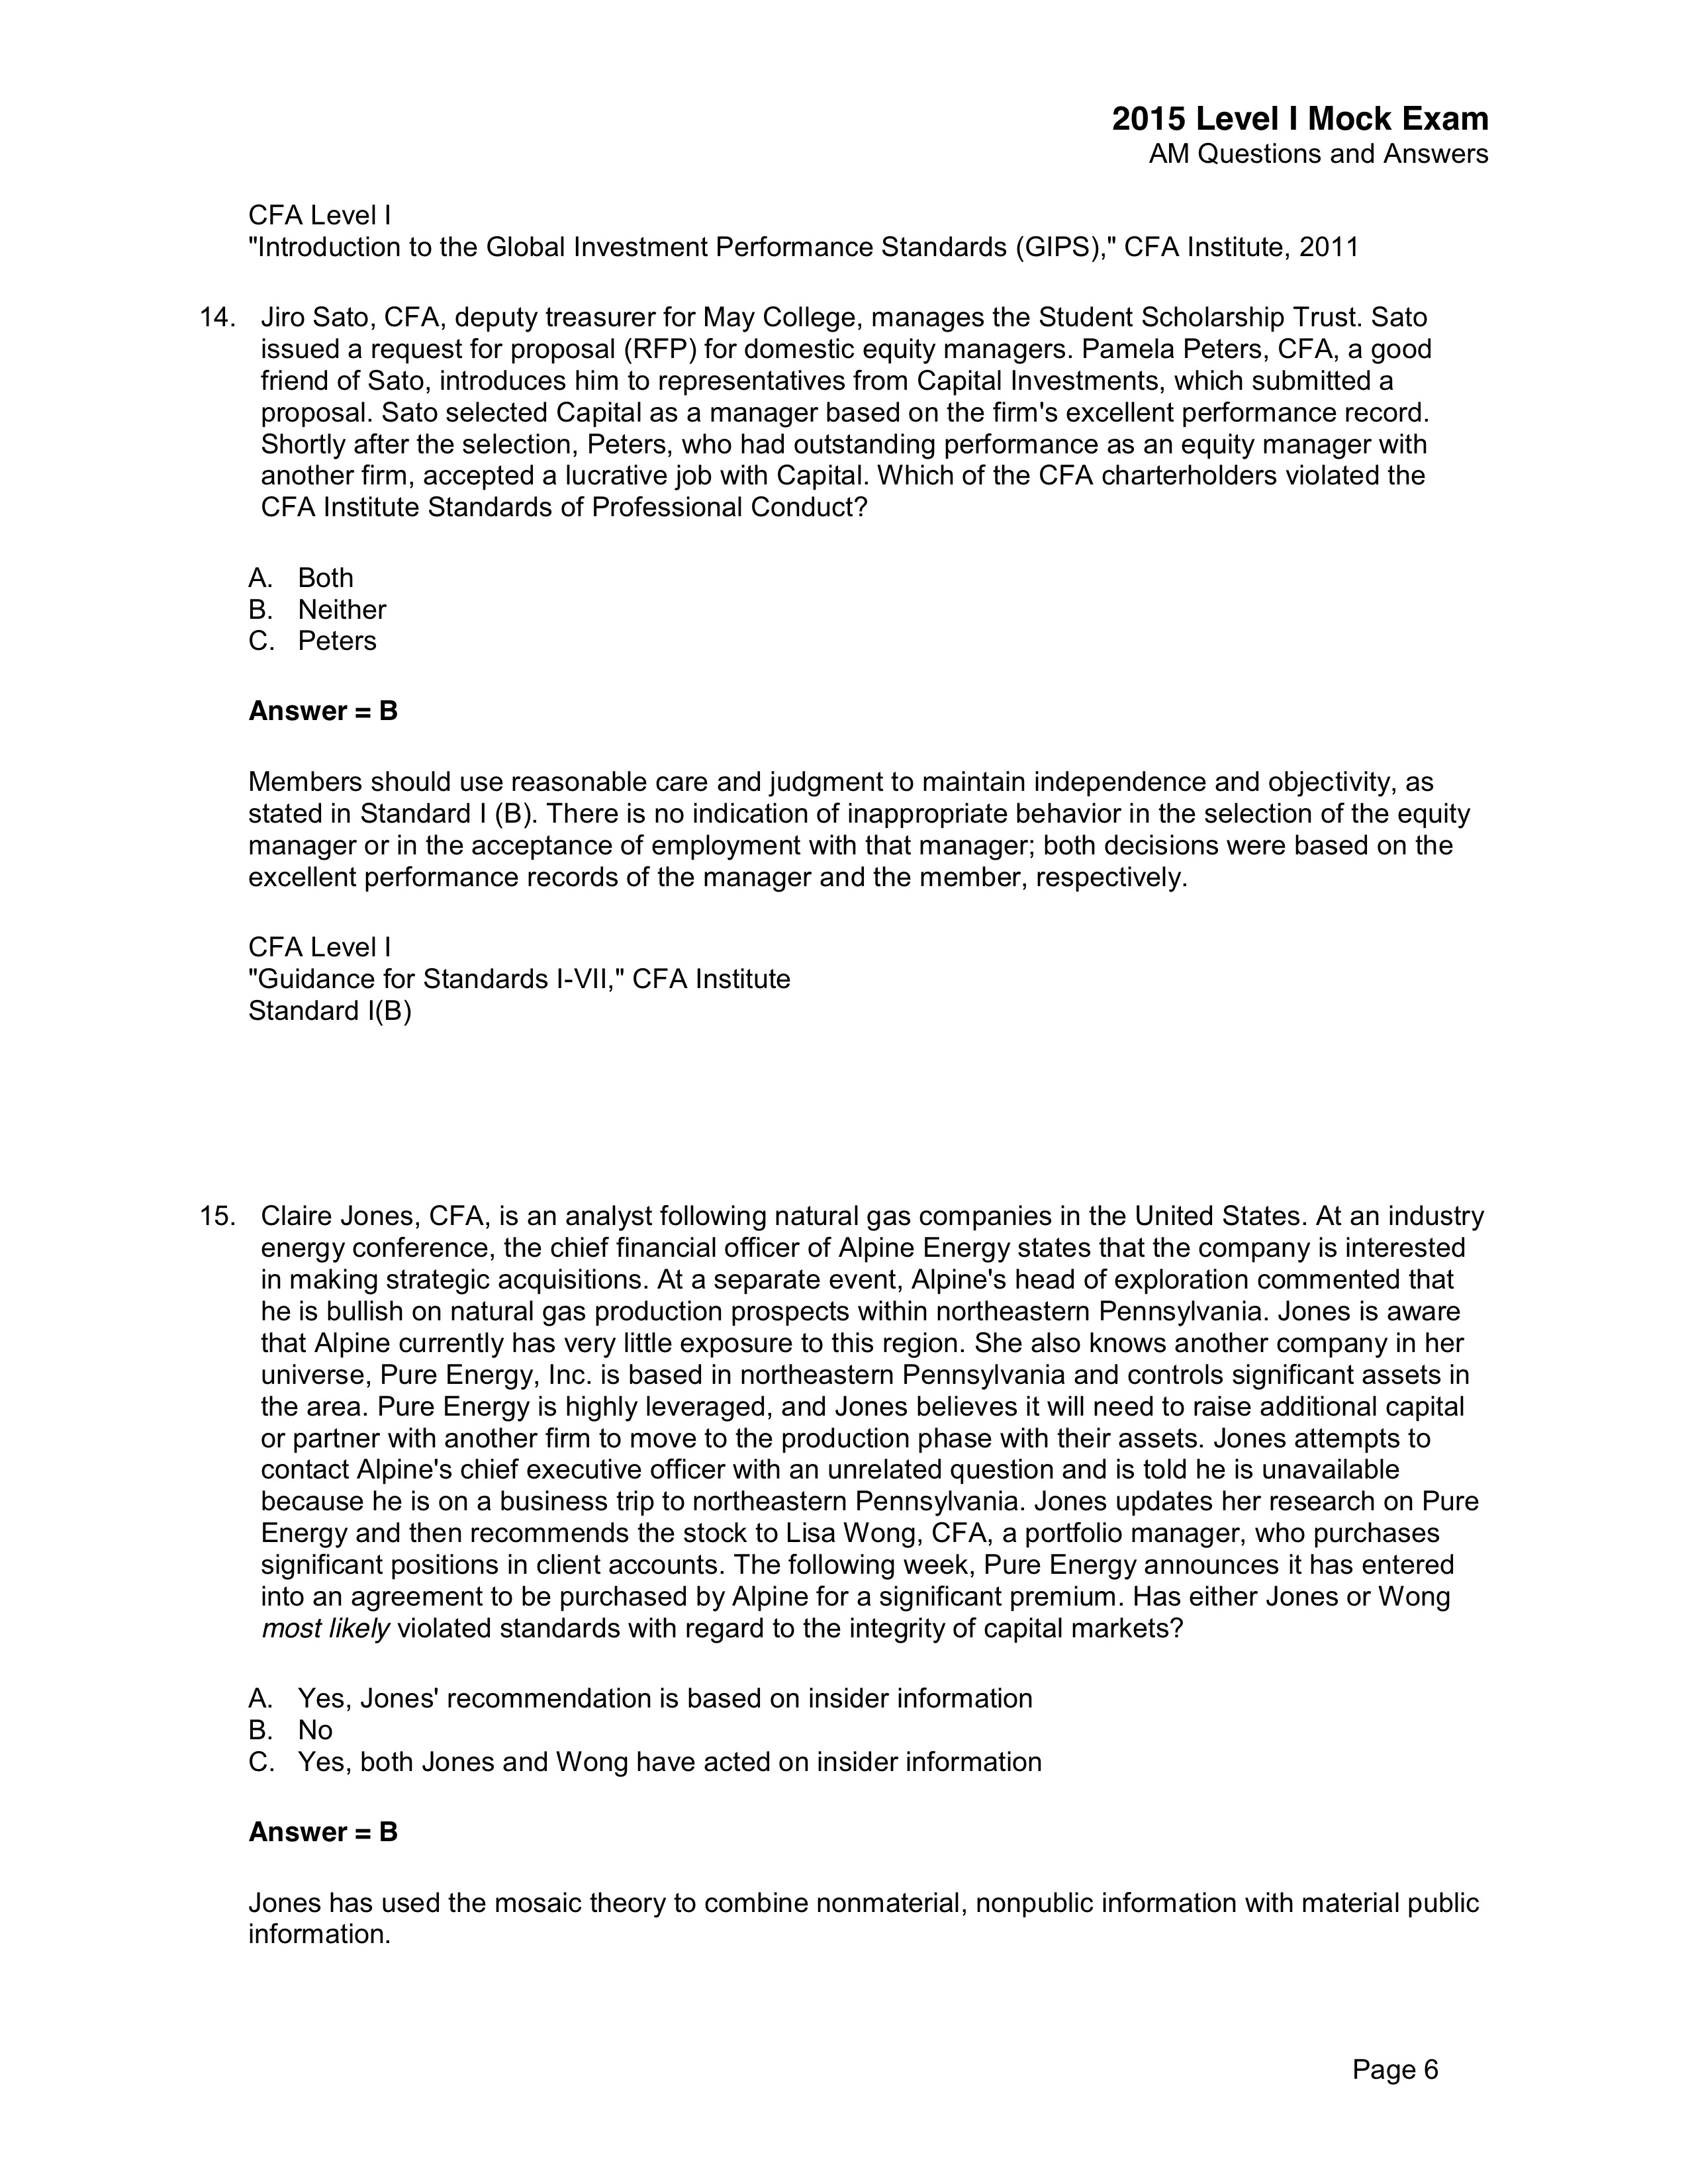 2015 Level I Mock Exam
AM Questions and Answers
CFA Level I
"Introduction to the Global Investment Performance Standards (GIPS)," CFA Institute, 2011
14. Jiro Sato, CFA, deputy treasurer for May College, manages the Student Scholarship Trust. Sato
issued a request for proposal (RFP) for domestic equity managers. Pamela Peters, CFA, a good
friend of Sato, introduces him to representatives from Capital Investments, which submitted a
proposal. Sato selected Capital as a manager based on the firm's excellent performance record.
Shortly after the selection, Peters, who had outstanding performance as an equity manager with
another firm, accepted a lucrative job with Capital. Which of the CFA charterholders violated the
CFA Institute Standards of Professional Conduct?
A. Both
B. Neither
C. Peters
Answer = B
Members should use reasonable care and judgment to maintain independence and objectivity, as
stated in Standard I (B). There is no indication of inappropriate behavior in the selection of the equity
manager or in the acceptance of employment with that manager; both decisions were based on the
excellent performance records of the manager and the member, respectively.
CFA Level I
"Guidance for Standards I-VII," CFA Institute
Standard I(B)
15. Claire Jones, CFA, is an analyst following natural gas companies in the United States. At an industry
energy conference, the chief financial officer of Alpine Energy states that the company is interested
in making strategic acquisitions. At a separate event, Alpine's head of exploration commented that
he is bullish on natural gas production prospects within northeastern Pennsylvania. Jones is aware
that Alpine currently has very little exposure to this region. She also knows another company in her
universe, Pure Energy, Inc. is based in northeastern Pennsylvania and controls significant assets in
the area. Pure Energy is highly leveraged, and Jones believes it will need to raise additional capital
or partner with another firm to move to the production phase with their assets. Jones attempts to
contact Alpine's chief executive officer with an unrelated question and is told he is unavailable
because he is on a business trip to northeastern Pennsylvania. Jones updates her research on Pure
Energy and then recommends the stock to Lisa Wong, CFA, a portfolio manager, who purchases
significant positions in client accounts. The following week, Pure Energy announces it has entered
into an agreement to be purchased by Alpine for a significant premium. Has either Jones or Wong
most likely violated standards with regard to the integrity of capital markets?
A. Yes, Jones' recommendation is based on insider information
B. No
C. Yes, both Jones and Wong have acted on insider information
Answer = B
Jones has used the mosaic theory to combine nonmaterial, nonpublic information with material public
information.
Page 6